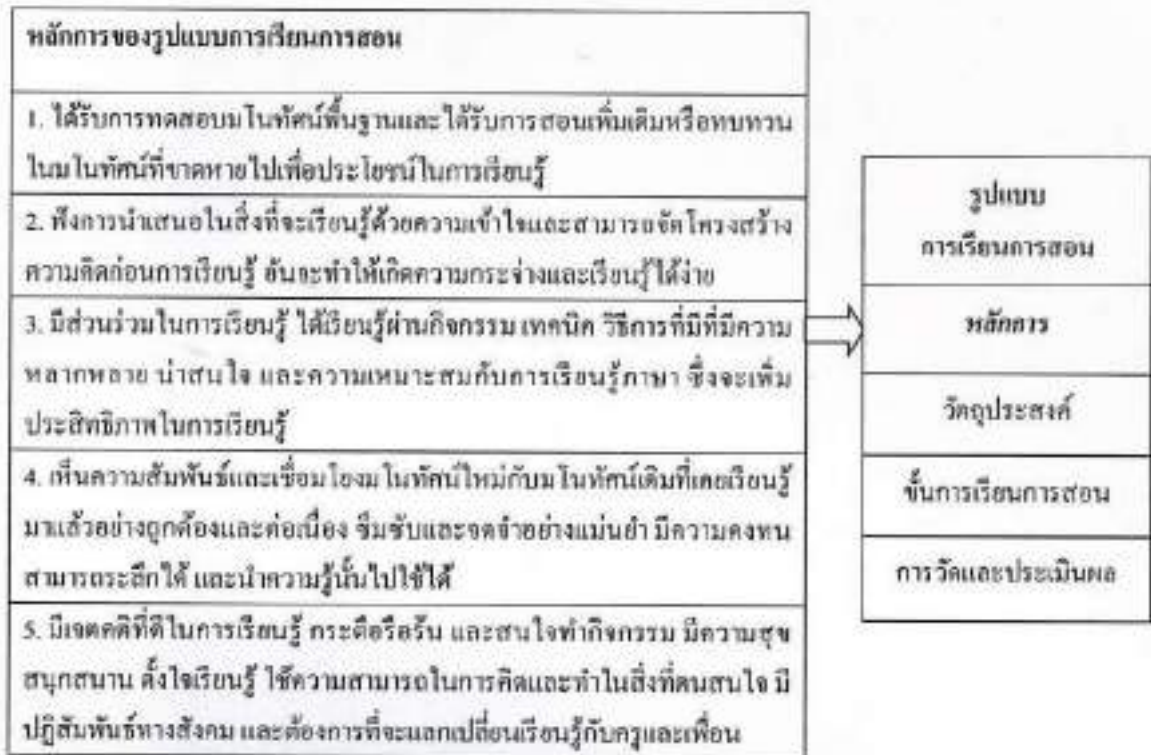 หลักการของรูปแบบการเรียนการสอน
1. ได้รับการทดสอบมโนทัศน์พื้นฐานและได้รับการสอนเพิ่มเติมหรือทบทวน
ในมโนทัศน์ที่ขาดหายไปเพื่อประโยชน์ในการเรียนรู้
2. ฟังการนำเสนอในสิ่งที่จะเรียนรู้ด้วยความเข้าใจและสามารถจัดโครงสร้าง
ความคิดก่อนการเรียนรู้ อันจะทำให้เกิดความกระจ่างและเรียนรู้ได้ง่าย
3. มีส่วนร่วมในการเรียนรู้ ได้เรียนรู้ผ่านกิจกรรม เทคนิค วิธีการที่มีที่มีความ
หลากหลาย น่าสนใจ และความเหมาะสมกับการเรียนรู้ภาษา ซึ่งจะเพิ่ม
ประสิทธิภาพในการเรียนรู้
4. เห็นความสัมพันธ์และเชื่อมโยงมโนทัศน์ใหม่กับมโนทัศน์เดิมที่เคยเรียนรู้
มาแล้วอย่างถูกต้องและต่อเนื่อง ซึมซับและจดจำอย่างแม่นยำ มีความคงทน
สามารถระลึกได้ และนำความรู้นั้นไปใช้ได้
5. มีเจตคติที่ดีในการเรียนรู้ กระตือรือร้น และสนใจทำกิจกรรม มีความสุข
สนุกสนาน ตั้งใจเรียนรู้ ใช้ความสามารถในการคิดและทำในสิ่งที่ตนสนใจ มี
ปฏิสัมพันธ์ทางสังคม และต้องการที่จะแลกเปลี่ยนเรียนรู้กับครูและเพื่อน
รูปแบบ
การเรียนการสอน
หลักการ
วัตถุประสงค์
ขั้นการเรียนการสอน
การวัดและประเมินผล